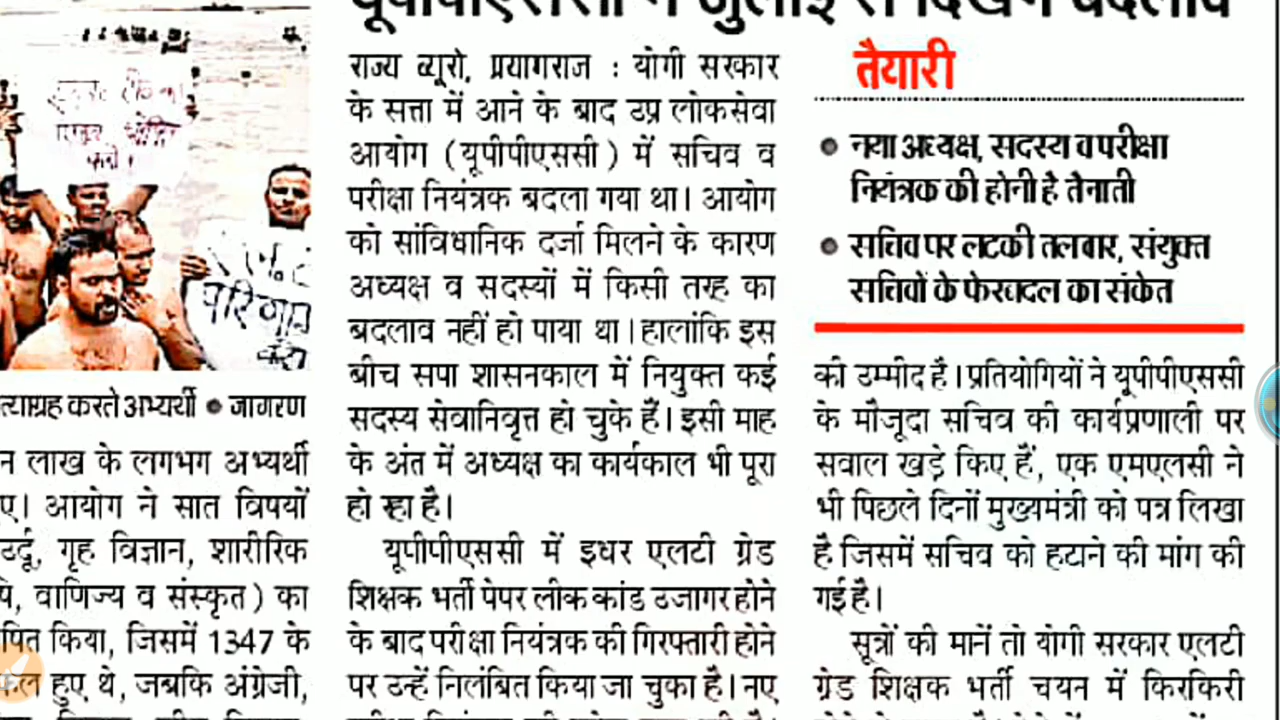 यूपीपीएससी में जुलाई से दिखेंगे बदलाव
परिणाम
त्याग्रह करते अभ्यर्थी ● जागरण
न लाख के लगभग अभ्यर्थी
ए। आयोग ने सात विषयों
उर्दू, गृह विज्ञान, शारीरिक
वाणिज्य व संस्कृत) का
पित किया, जिसमें 1347 के
हुए थे, जबकि अंग्रेजी,
राज्य ब्यूरो, प्रयागराज : योगी सरकार
के सत्ता में आने के बाद उप्र लोकसेवा
आयोग (यूपीपीएससी) में सचिव व
परीक्षा नियंत्रक बदला गया था। आयोग
को सांविधानिक दर्जा मिलने के कारण
अध्यक्ष व सदस्यों में किसी तरह का
बदलाव नहीं हो पाया था। हालांकि इस
बीच सपा शासनकाल में नियुक्त कई
सदस्य सेवानिवृत्त हो चुके हैं। इसी माह
के अंत में अध्यक्ष का कार्यकाल भी पूरा
हो रहा है।
यूपीपीएससी में इधर एलटी ग्रेड
शिक्षक भर्ती पेपर लीक कांड उजागर होने
के बाद परीक्षा नियंत्रक की गिरफ्तारी होने
पर उन्हें निलंबित किया जा चुका है। नए
तैयारी
● नया अध्यक्ष, सदस्य व परीक्षा
नियंत्रक की होनी है तैनाती
● सचिव पर लटकी तलवार, संयुक्त
सचिवों के फेरबदल का संकेत
की उम्मीद है। प्रतियोगियों ने यूपीपीएससी
के मौजूदा सचिव की कार्यप्रणाली पर
सवाल खड़े किए हैं, एक एमएलसी ने
भी पिछले दिनों मुख्यमंत्री को पत्र लिखा
है जिसमें सचिव को हटाने की मांग की
गई है।
सूत्रों की मानें तो योगी सरकार एलटी
ग्रेड शिक्षक भर्ती चयन में किरकिरी